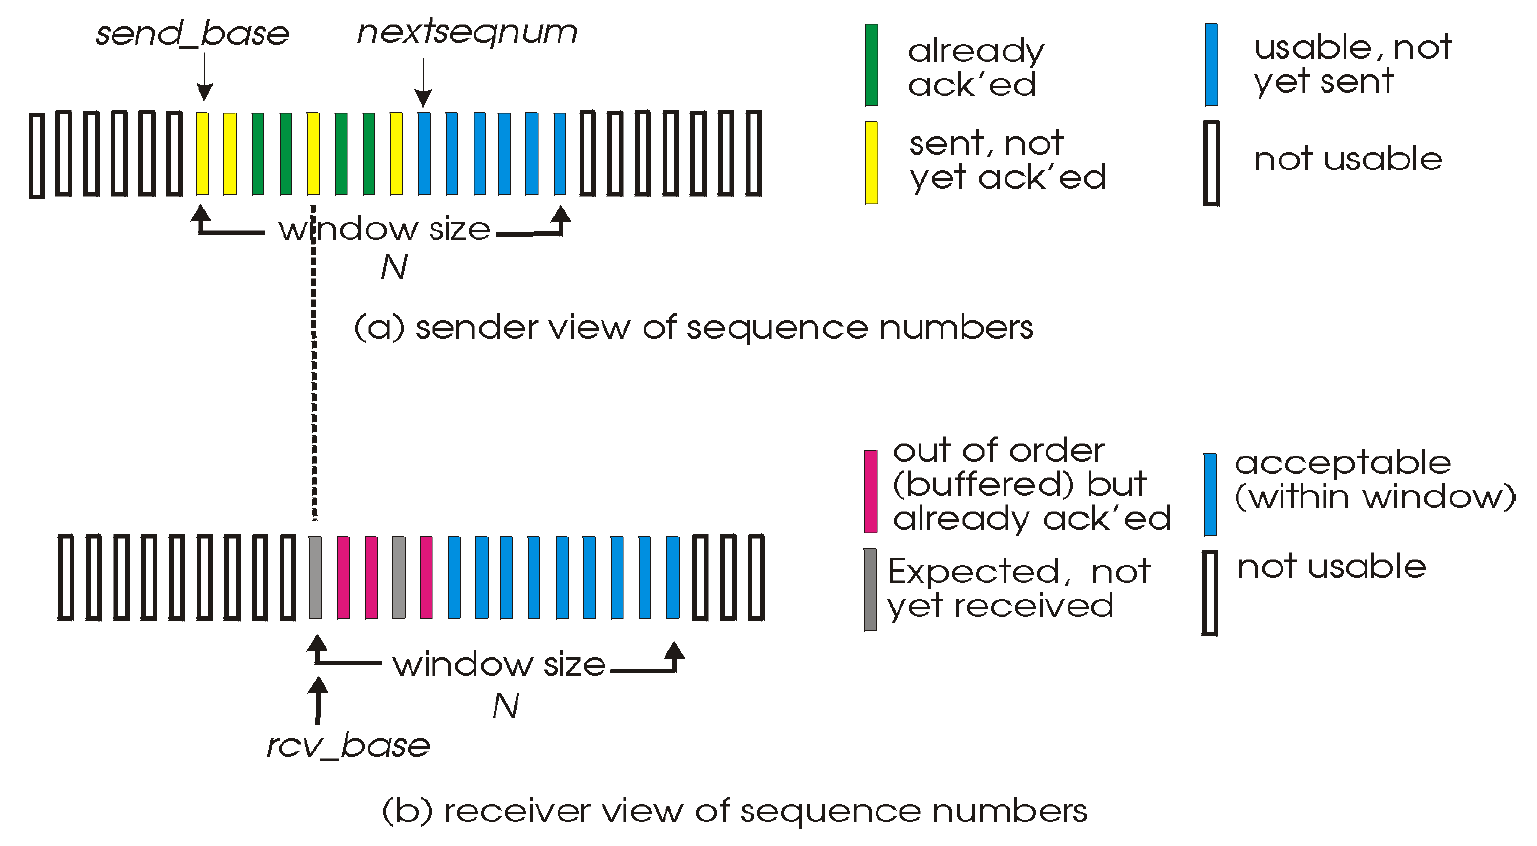 send_base
nextseqnum
already
ack'ed
usable, not
yet sent
sent, not
yet ack'ed
not usable
window size
N
(a) sender view of sequence numbers
out of order
(buffered) but
already ack'ed
acceptable
(within window)
Expected, not
yet received
not usable
window size
N
rcv_base
(b) receiver view of sequence numbers